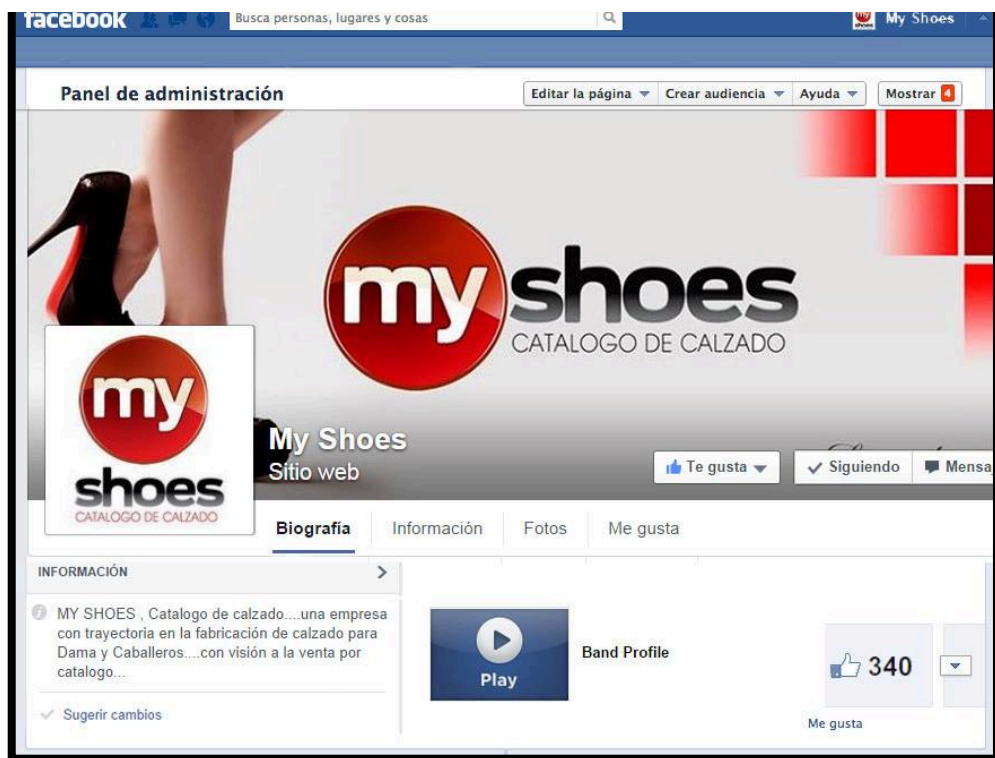 facebook
Busca personas, lugares y cosas
My Shoes
Panel de administración
Editar la página
Crear audiencia
Ayuda
Mostrar 4
my shoes
CATALOGO DE CALZADO
my
shoes
CATALOGO DE CALZADO
My Shoes
Sitio web
Te gusta
Siguiendo
Mensa
Biografía
Información
Fotos
Me gusta
INFORMACIÓN
MY SHOES , Catalogo de calzado....una empresa
con trayectoria en la fabricación de calzado para
Dama y Caballeros....con visión a la venta por
catalogo...
Sugerir cambios
Play
Band Profile
340
Me gusta